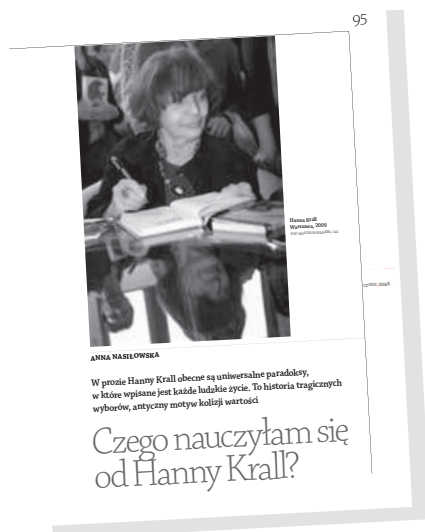 95
Hanna Krall
Warszawa, 2009
ANNA NASIŁOWSKA
W prozie Hanny Krall obecne są uniwersalne paradoksy,
w które wpisane jest każde ludzkie życie. To historia tragicznych
wyborów, antyczny motyw kolizji wartości
Czego nauczyłam się
od Hanny Krall?